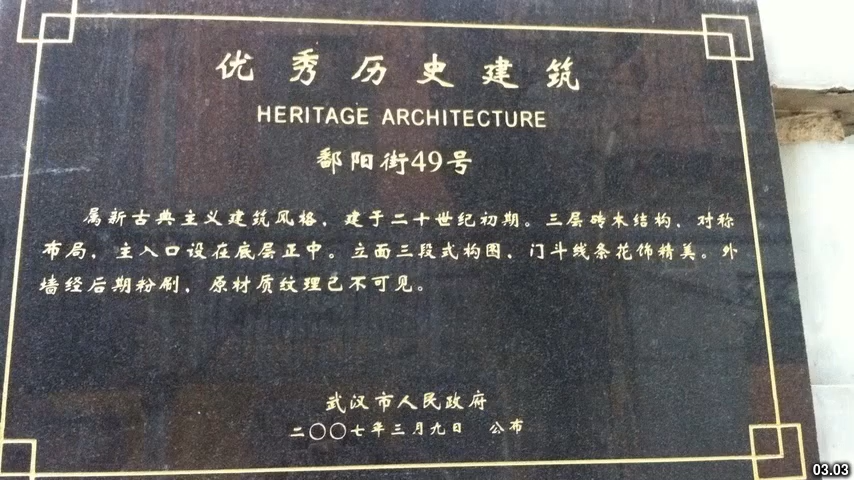 优秀历史建筑
HERITAGE ARCHITECTURE
鄱阳街49号
属新古典主义建筑风格，建于二十世纪初期。三层砖木结构，对称
布局，主入口设在底层正中。立面三段式构图，门斗线条花饰精美。外
墙经后期粉刷，原材质纹理已不可见。
武汉市人民政府
二〇〇七年三月九日 公布
03.03